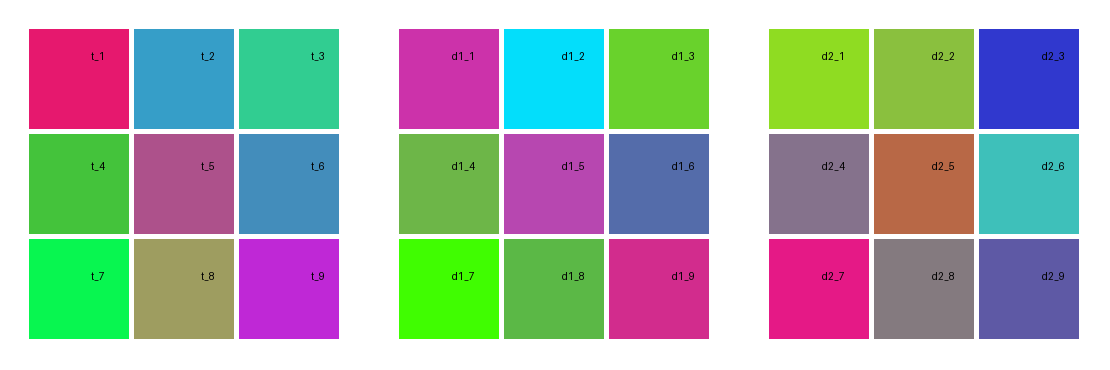 t_1 t_2 t_3 d1_1 d1_2 d1_3 d2_1 d2_2 d2_3
t_4 t_5 t_6 d1_4 d1_5 d1_6 d2_4 d2_5 d2_6
t_7 t_8 t_9 d1_7 d1_8 d1_9 d2_7 d2_8 d2_9